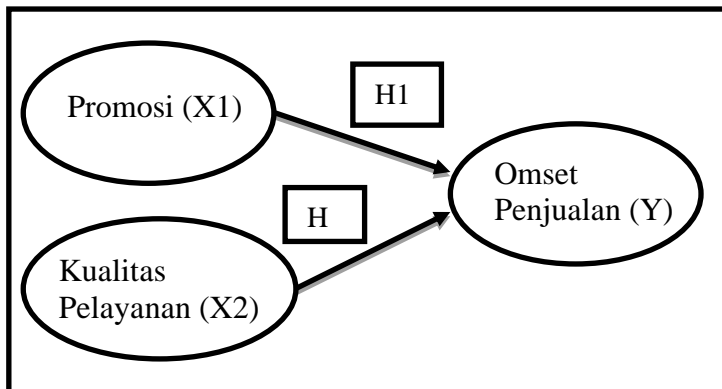 Promosi (X1)
H1
Omset
Penjualan (Y)
H
Kualitas
Pelayanan (X2)